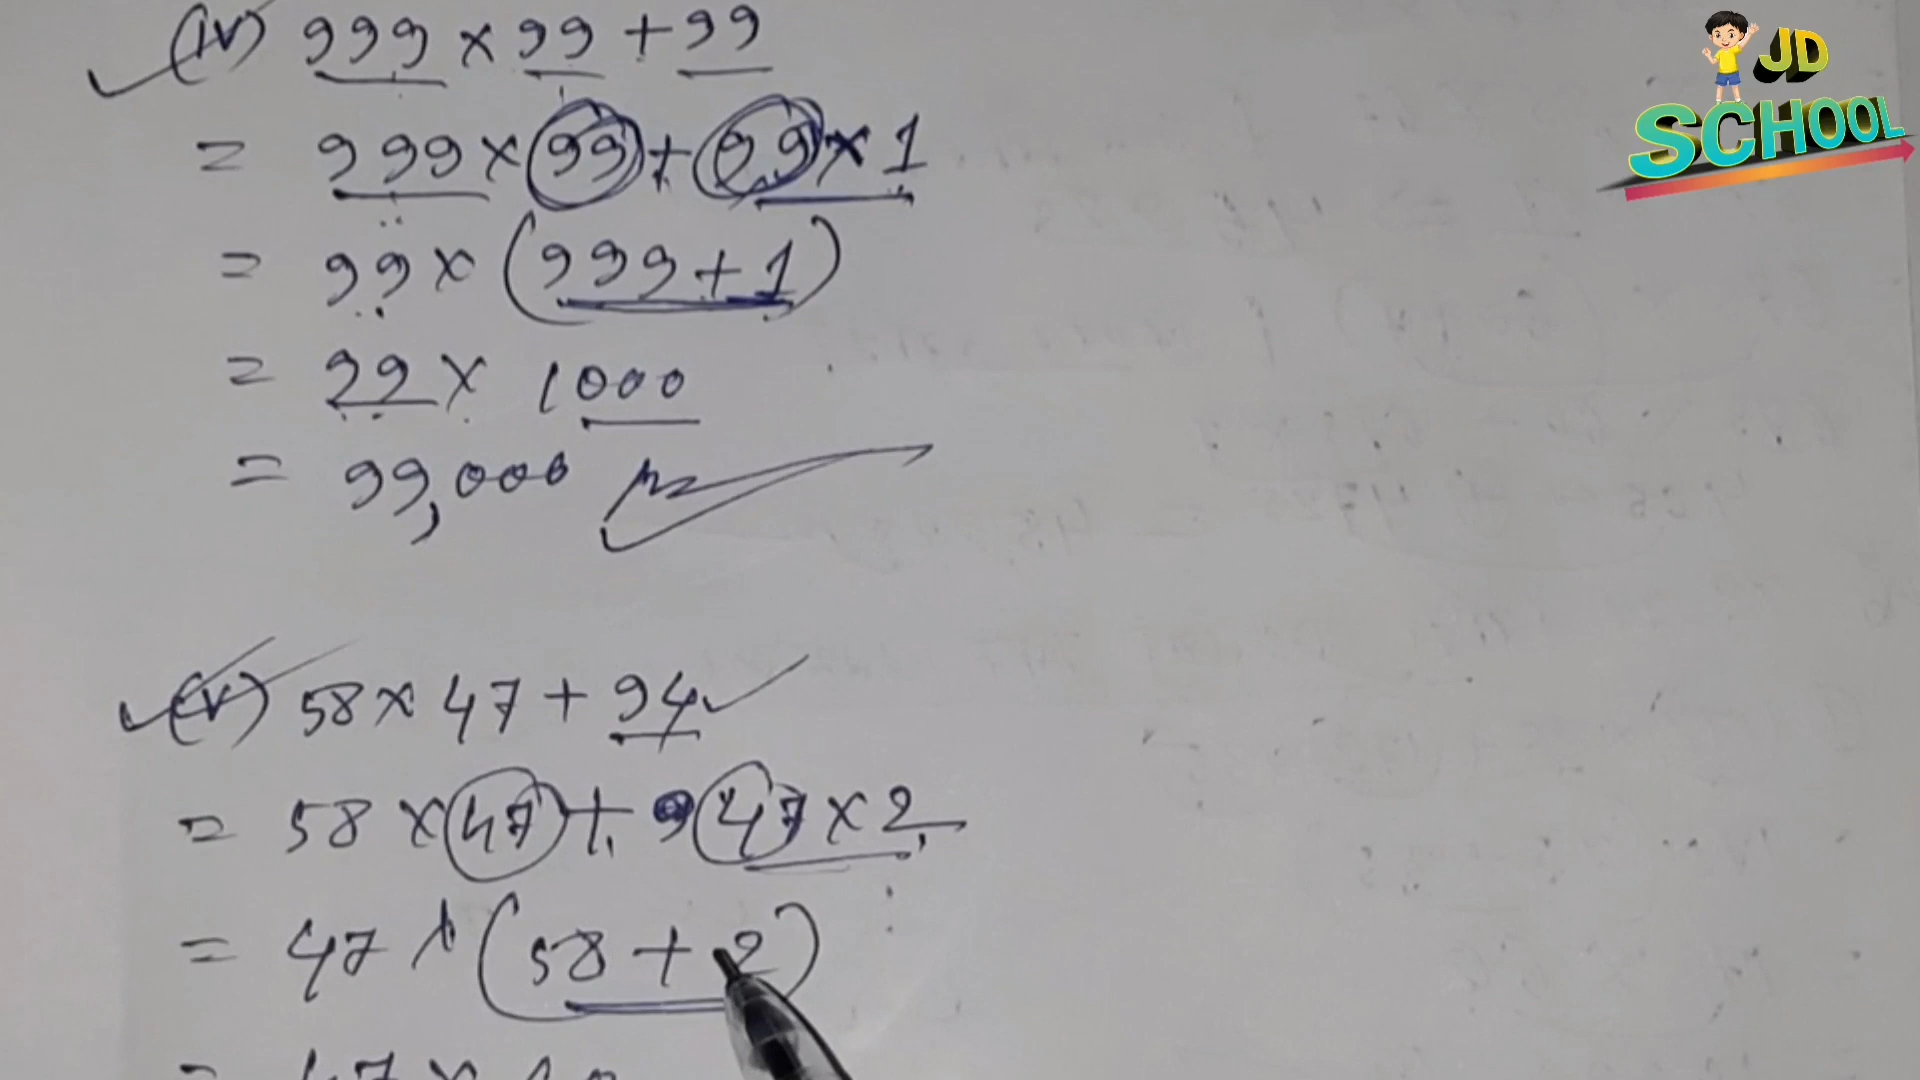 (iv) 999 × 99 + 99
= 999 × 99 + 99 × 1
= 99 × (999 + 1)
= 99 × 1000
= 99,000
(v) 58 × 47 + 94
= 58 × 47 + 47 × 2
= 47 × (58 + 2)
= 47 ×
JD
SCHOOL